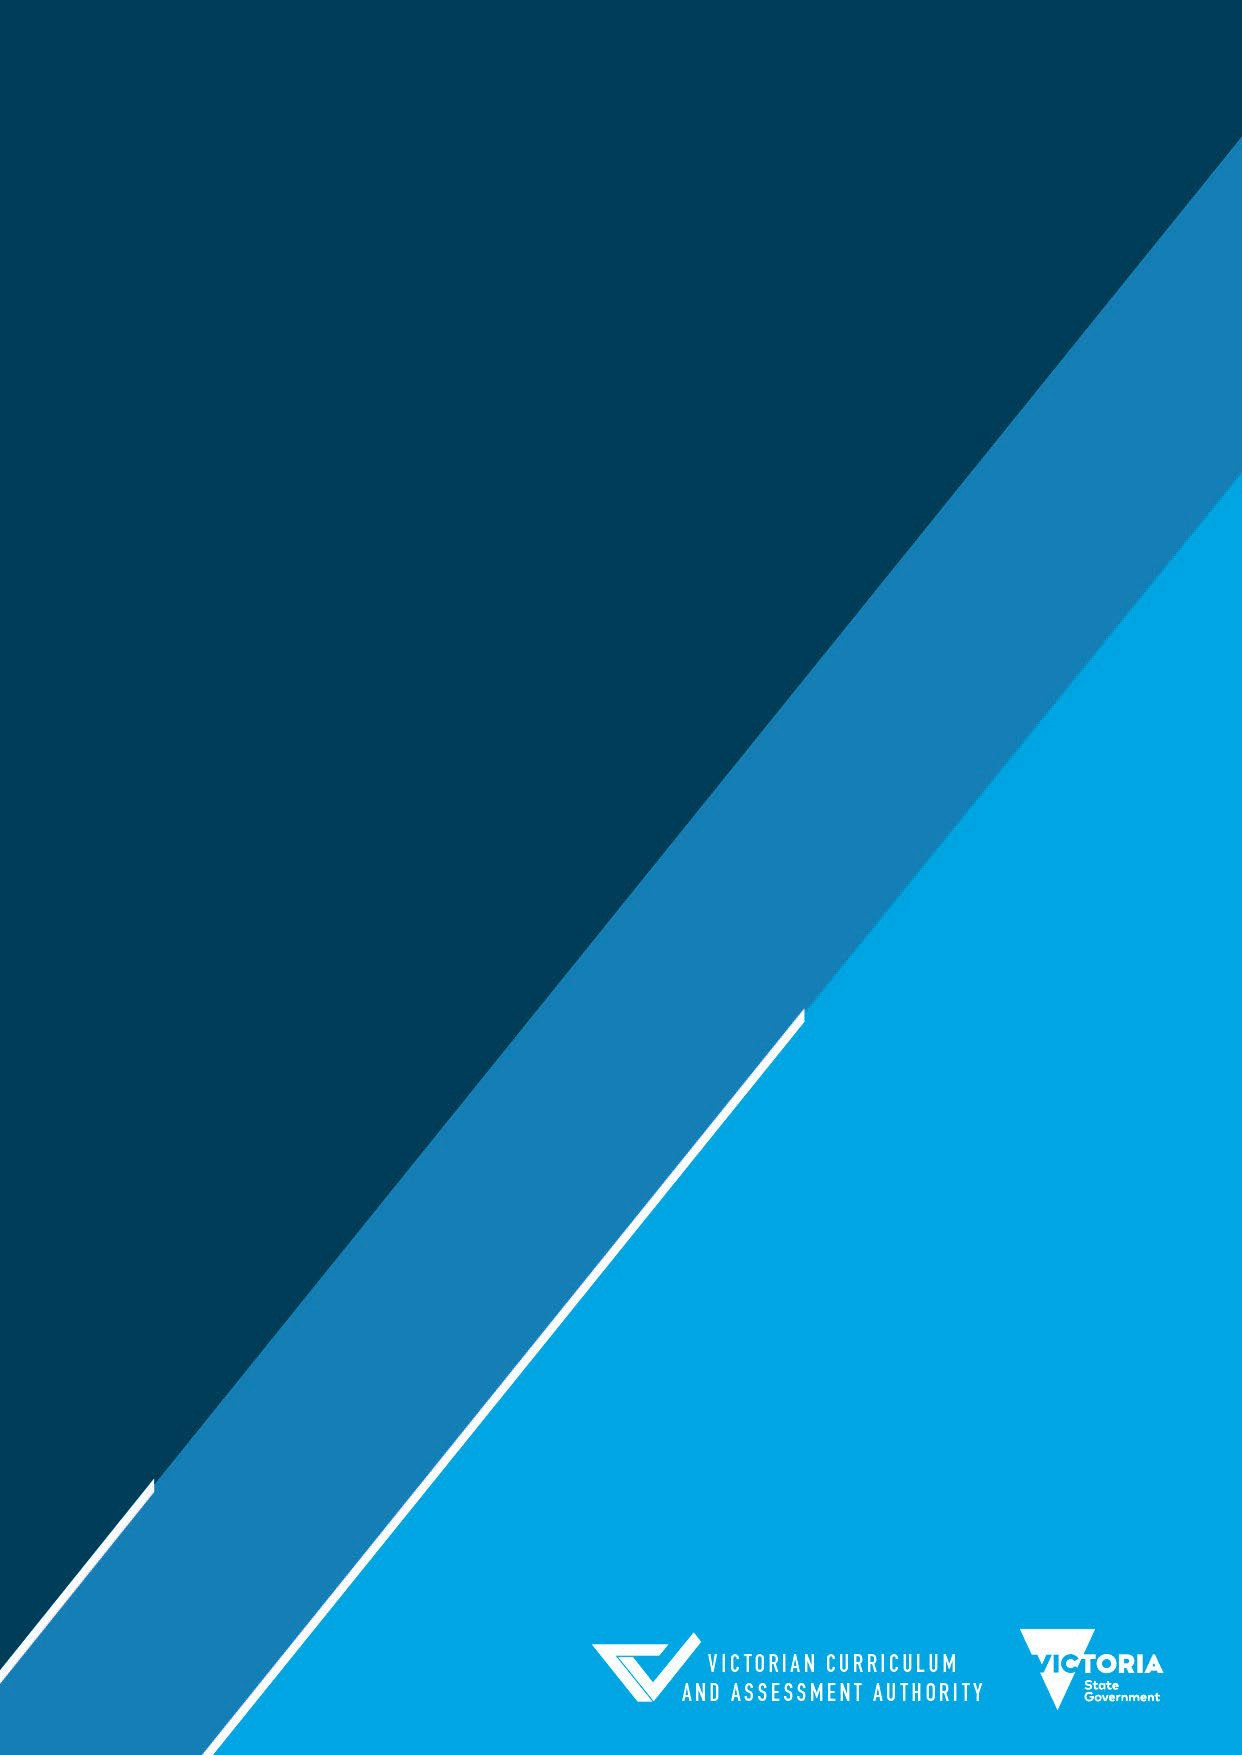 VICTORIAN CURRICULUM
AND ASSESSMENT AUTHORITY
VICTORIA
State
Government